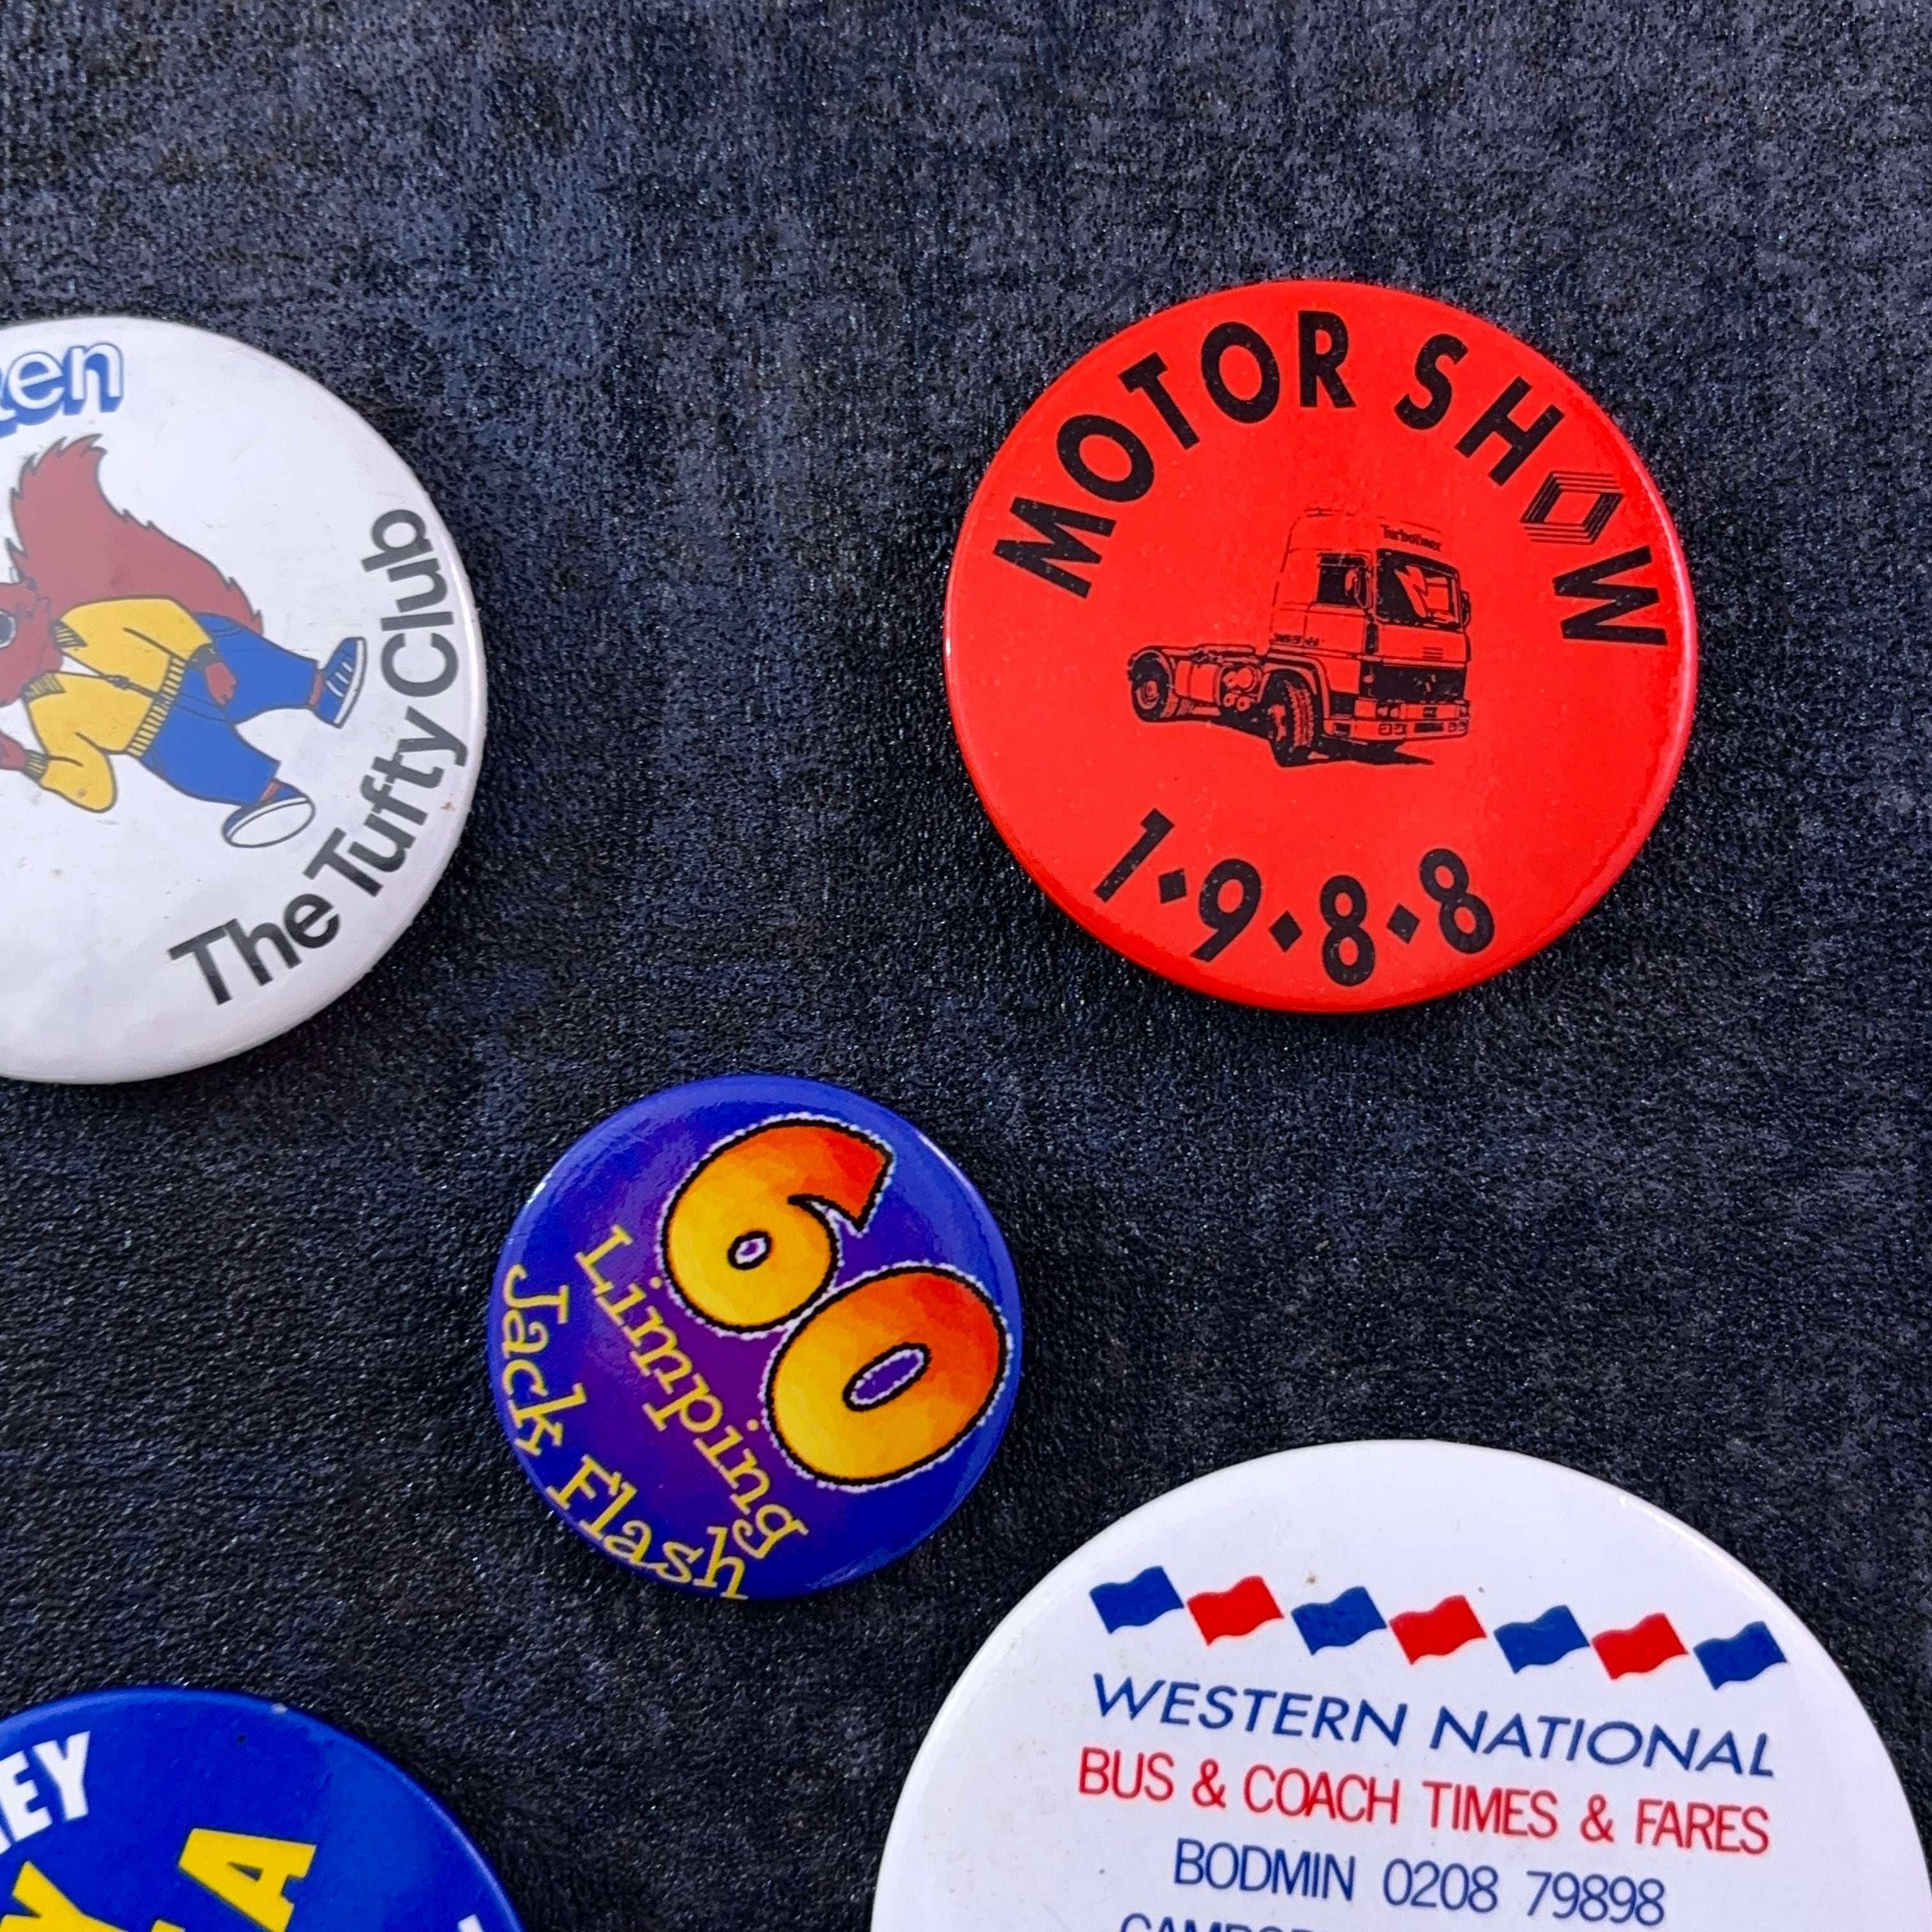 The Tufty Club
MOTOR SHOW
Turboliner
1·9·8·8
60
Limping
Jack Flash
WESTERN NATIONAL
BUS & COACH TIMES & FARES
BODMIN 0208 79898